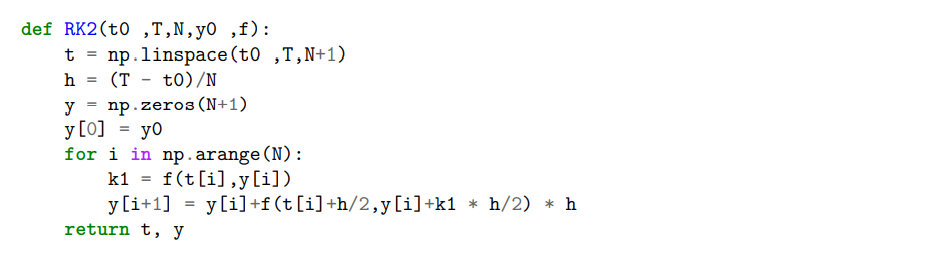 def RK2(t0 ,T,N,y0 ,f):
    t = np.linspace(t0 ,T,N+1)
    h = (T - t0)/N
    y = np.zeros(N+1)
    y[0] = y0
    for i in np.arange(N):
        k1 = f(t[i],y[i])
        y[i+1] = y[i]+f(t[i]+h/2,y[i]+k1 * h/2) * h
    return t, y